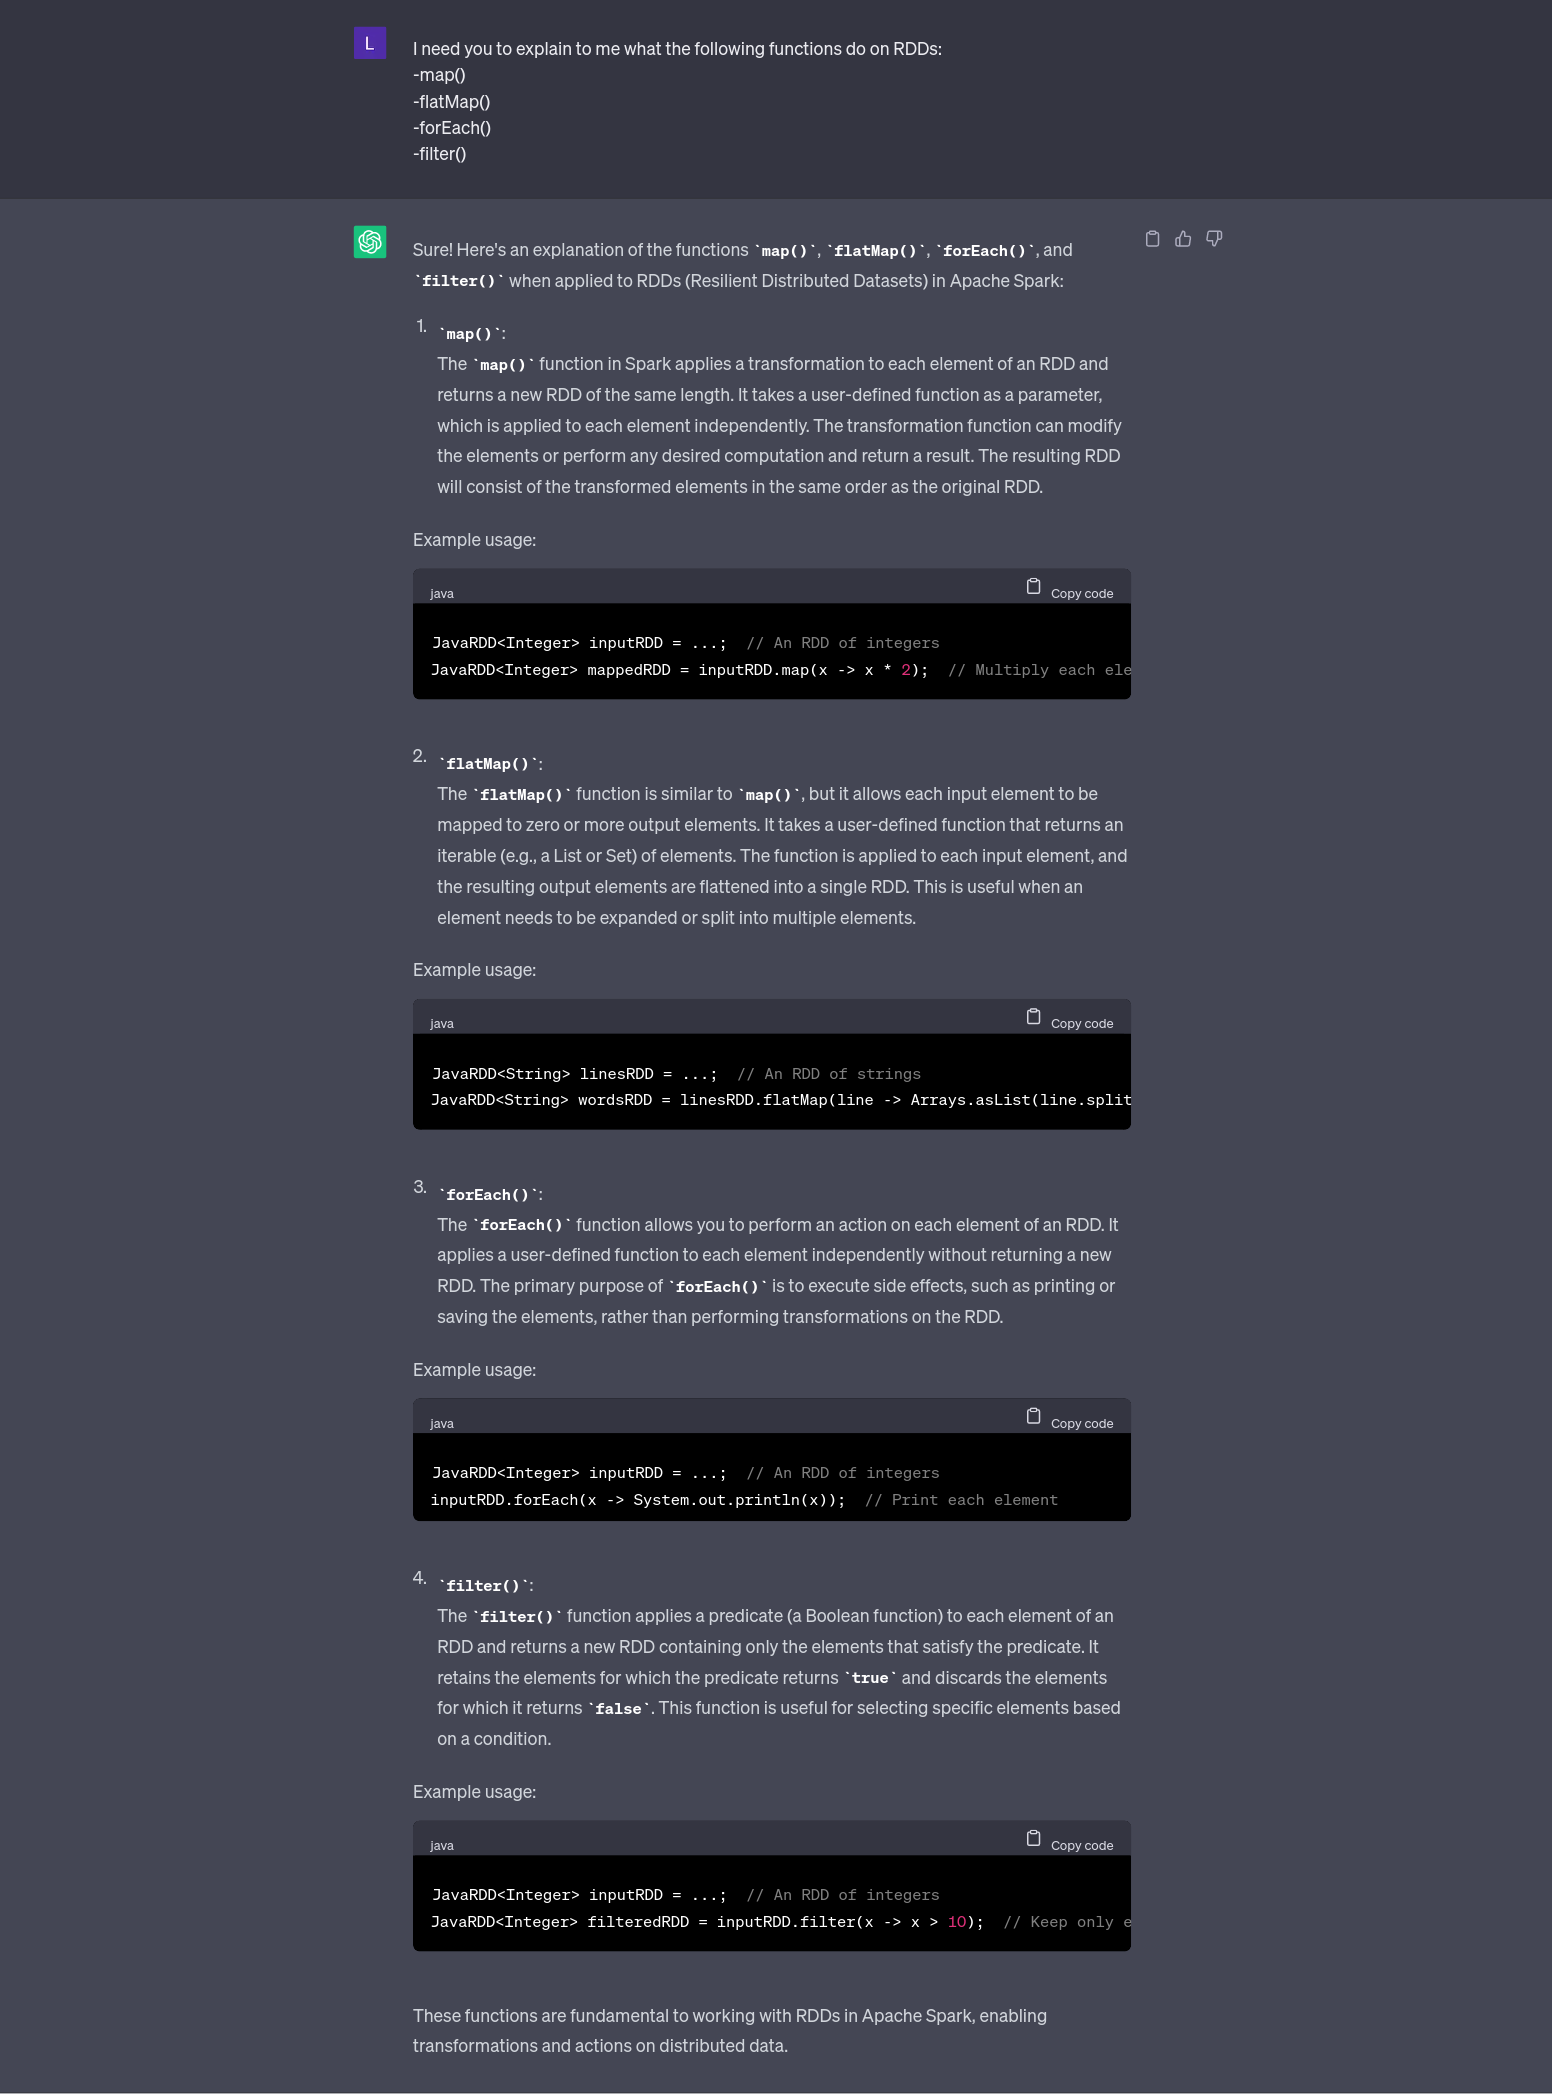 L
I need you to explain to me what the following functions do on RDDs:
-map()
-flatMap()
-forEach()
-filter()
Sure! Here's an explanation of the functions `map()`, `flatMap()`, `forEach()`, and
`filter()` when applied to RDDs (Resilient Distributed Datasets) in Apache Spark:
1. `map()`:
The `map()` function in Spark applies a transformation to each element of an RDD and
returns a new RDD of the same length. It takes a user-defined function as a parameter,
which is applied to each element independently. The transformation function can modify
the elements or perform any desired computation and return a result. The resulting RDD
will consist of the transformed elements in the same order as the original RDD.
Example usage:
java Copy code
JavaRDD<Integer> inputRDD = ...;  // An RDD of integers
JavaRDD<Integer> mappedRDD = inputRDD.map(x -> x * 2);  // Multiply each ele
2. `flatMap()`:
The `flatMap()` function is similar to `map()`, but it allows each input element to be
mapped to zero or more output elements. It takes a user-defined function that returns an
iterable (e.g., a List or Set) of elements. The function is applied to each input element, and
the resulting output elements are flattened into a single RDD. This is useful when an
element needs to be expanded or split into multiple elements.
Example usage:
java Copy code
JavaRDD<String> linesRDD = ...;  // An RDD of strings
JavaRDD<String> wordsRDD = linesRDD.flatMap(line -> Arrays.asList(line.split
3. `forEach()`:
The `forEach()` function allows you to perform an action on each element of an RDD. It
applies a user-defined function to each element independently without returning a new
RDD. The primary purpose of `forEach()` is to execute side effects, such as printing or
saving the elements, rather than performing transformations on the RDD.
Example usage:
java Copy code
JavaRDD<Integer> inputRDD = ...;  // An RDD of integers
inputRDD.forEach(x -> System.out.println(x));  // Print each element
4. `filter()`:
The `filter()` function applies a predicate (a Boolean function) to each element of an
RDD and returns a new RDD containing only the elements that satisfy the predicate. It
retains the elements for which the predicate returns `true` and discards the elements
for which it returns `false`. This function is useful for selecting specific elements based
on a condition.
Example usage:
java Copy code
JavaRDD<Integer> inputRDD = ...;  // An RDD of integers
JavaRDD<Integer> filteredRDD = inputRDD.filter(x -> x > 10);  // Keep only e
These functions are fundamental to working with RDDs in Apache Spark, enabling
transformations and actions on distributed data.